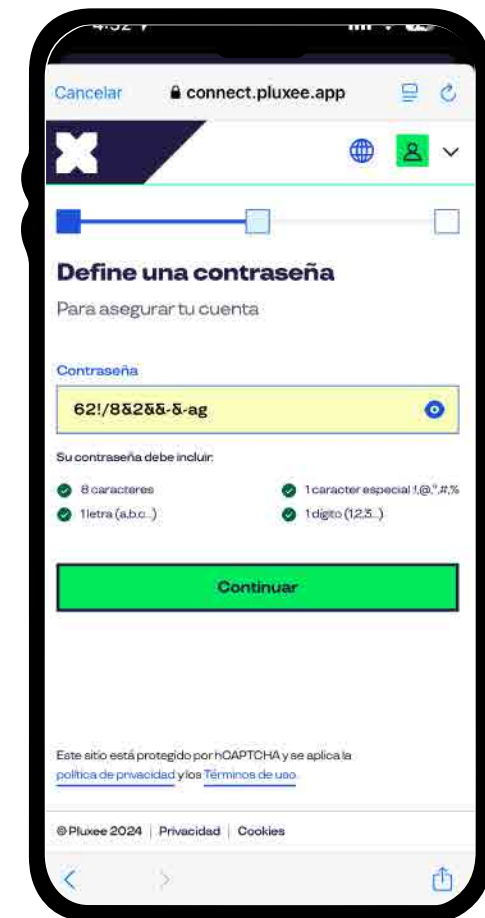 4:52
Cancelar connect.pluxee.app
Define una contraseña
Para asegurar tu cuenta
Contraseña
62!/8&2&&-&-ag
Su contraseña debe incluir:
8 caracteres 1 caracter especial !,@,*,#,%
1 letra (a,b,c...) 1 dígito (1,2,3...)
Continuar
Este sitio está protegido por hCAPTCHA y se aplica la
política de privacidad y los Términos de uso.
© Pluxee 2024 | Privacidad | Cookies